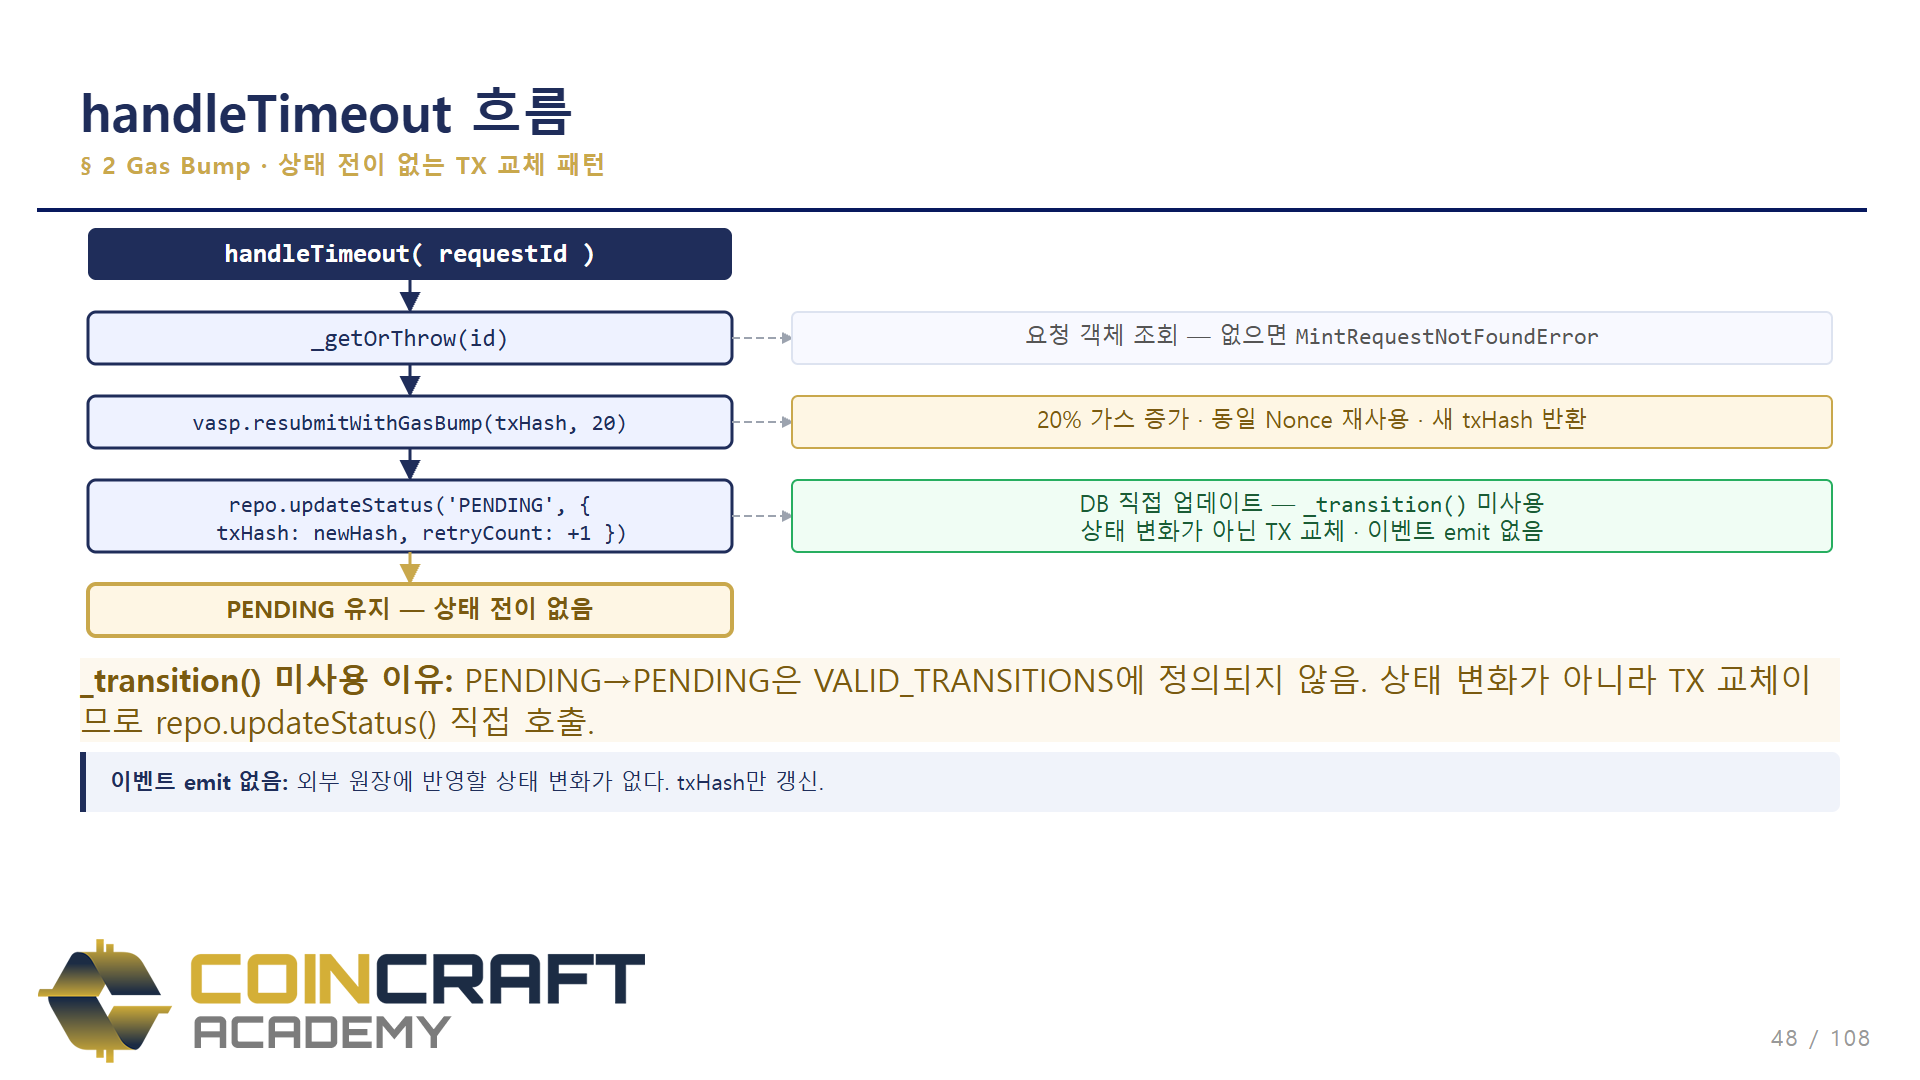 handleTimeout 흐름
§ 2 Gas Bump · 상태 전이 없는 TX 교체 패턴
handleTimeout( requestId )
_getOrThrow(id)
요청 객체 조회 — 없으면 MintRequestNotFoundError
vasp.resubmitWithGasBump(txHash, 20)
20% 가스 증가 · 동일 Nonce 재사용 · 새 txHash 반환
repo.updateStatus('PENDING', {
txHash: newHash, retryCount: +1 })
DB 직접 업데이트 — _transition() 미사용
상태 변화가 아닌 TX 교체 · 이벤트 emit 없음
PENDING 유지 — 상태 전이 없음
_transition() 미사용 이유: PENDING→PENDING은 VALID_TRANSITIONS에 정의되지 않음. 상태 변화가 아니라 TX 교체이
므로 repo.updateStatus() 직접 호출.
이벤트 emit 없음: 외부 원장에 반영할 상태 변화가 없다. txHash만 갱신.
COINCRAFT
ACADEMY
48 / 108